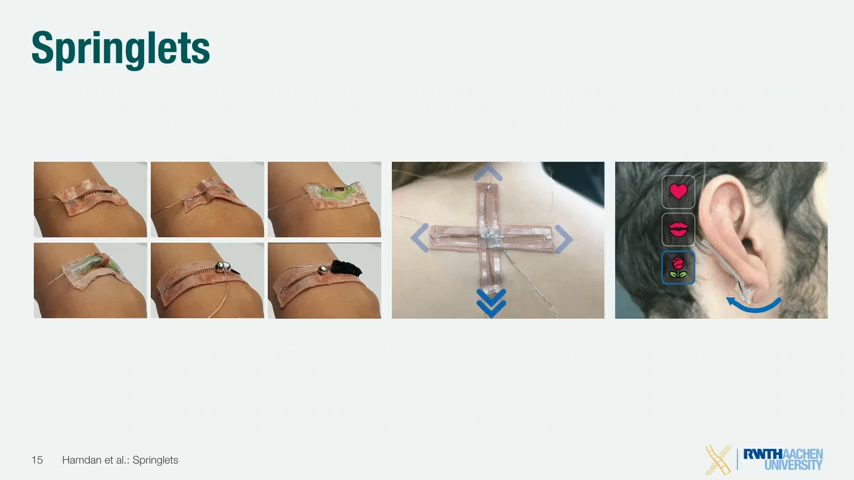 Springlets
15 Hamdan et al.: Springlets
RWTHAACHEN
UNIVERSITY